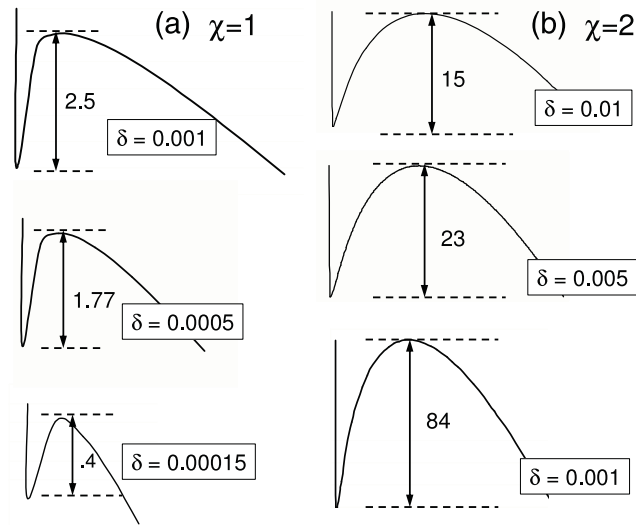 (a) χ=1
2.5
δ = 0.001
1.77
δ = 0.0005
.4
δ = 0.00015
(b) χ=2
15
δ = 0.01
23
δ = 0.005
84
δ = 0.001